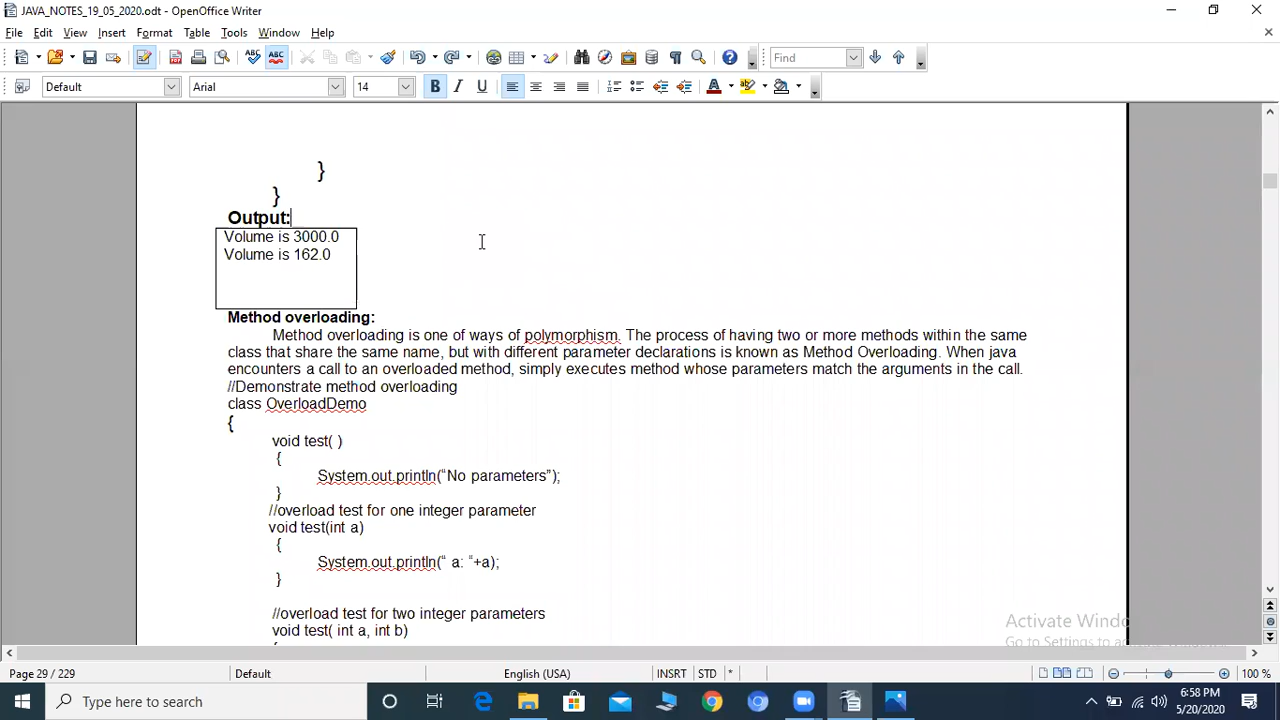 JAVA_NOTES_19_05_2020.odt - OpenOffice Writer
File Edit View Insert Format Table Tools Window Help
Find
Default Arial 14 B I U
}
}
Output:
Volume is 3000.0
Volume is 162.0
Method overloading:
Method overloading is one of ways of polymorphism. The process of having two or more methods within the same
class that share the same name, but with different parameter declarations is known as Method Overloading. When java
encounters a call to an overloaded method, simply executes method whose parameters match the arguments in the call.
//Demonstrate method overloading
class OverloadDemo
{
void test( )
{
System.out.println(“No parameters”);
}
//overload test for one integer parameter
void test(int a)
{
System.out.println(“ a: “+a);
}
//overload test for two integer parameters
void test( int a, int b)
Activate Windo
Go to Settings to a
Page 29 / 229 Default English (USA) INSRT STD * 100 %
Type here to search
6:58 PM
5/20/2020